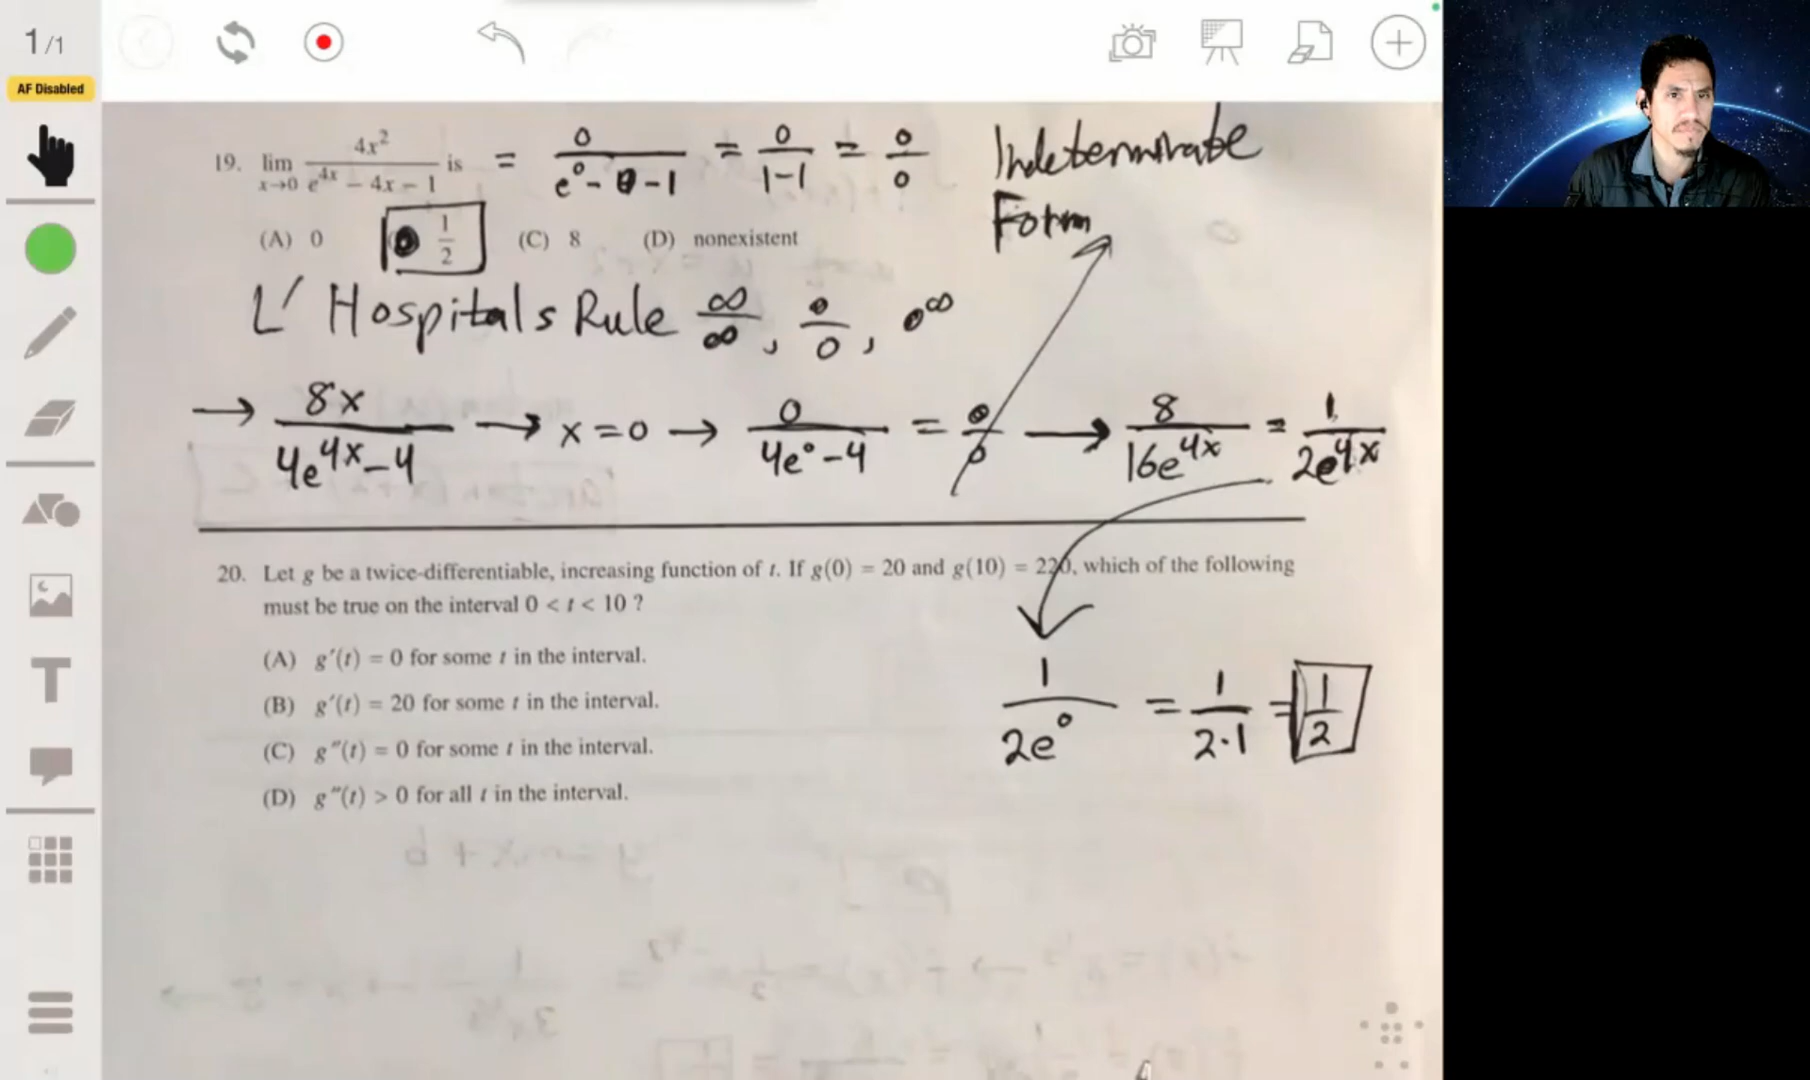 1/1
AF Disabled
19. lim x→0 4x² / e^{4x} − 4x − 1 is = 0 / e⁰ - 0 - 1 = 0 / 1-1 = 0 / 0 Indeterminate
Form
(A) 0 1/2 (C) 8 (D) nonexistent
L' Hospitals Rule ∞/∞, 0/0, 0^∞
→ 8x / 4e^{4x} - 4 → x=0 → 0 / 4e⁰ - 4 = 0/0 → 8 / 16e^{4x} = 1 / 2e^{4x}
20. Let g be a twice-differentiable, increasing function of t. If g(0) = 20 and g(10) = 220, which of the following
must be true on the interval 0 < t < 10 ?
(A) g′(t) = 0 for some t in the interval.
(B) g′(t) = 20 for some t in the interval.
(C) g″(t) = 0 for some t in the interval.
(D) g″(t) > 0 for all t in the interval.
1 / 2e⁰ = 1 / 2·1 = 1/2
T